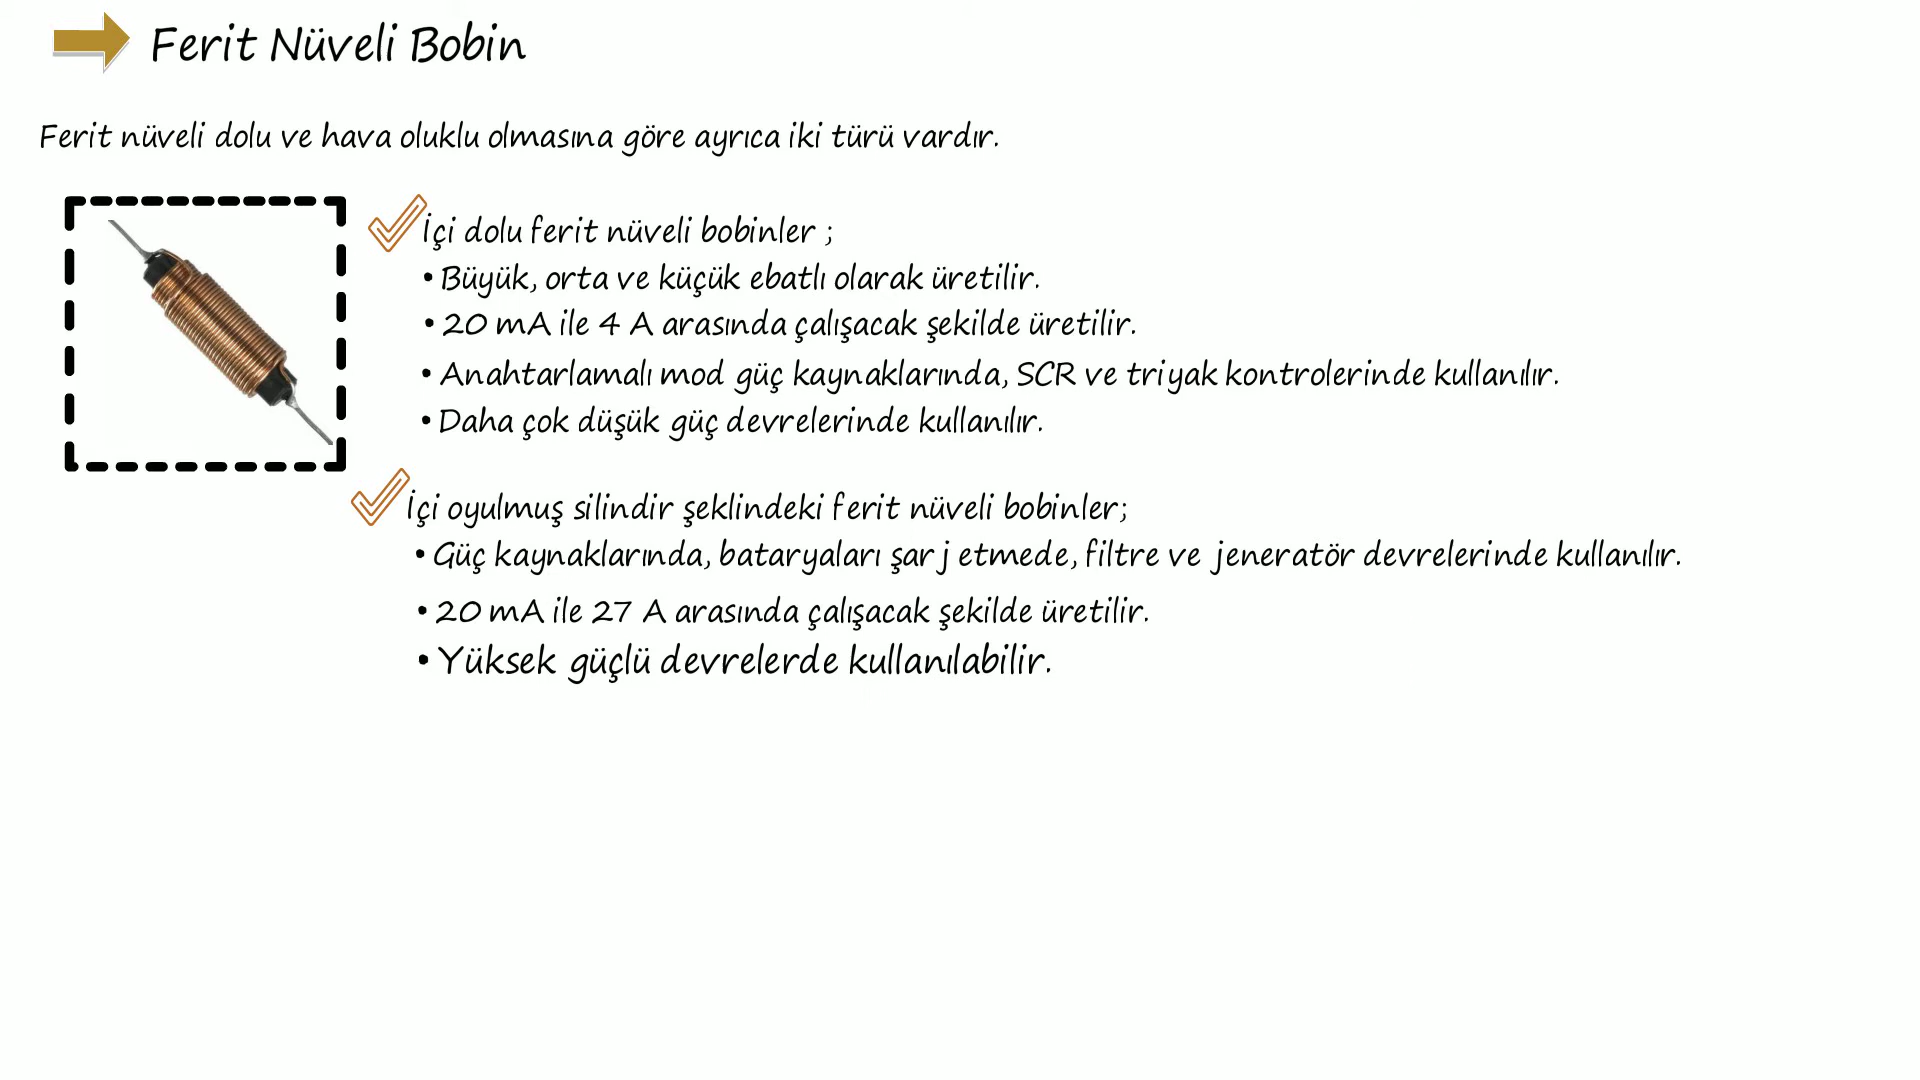 Ferit Nüveli Bobin
Ferit nüveli dolu ve hava oluklu olmasına göre ayrıca iki türü vardır.
İçi dolu ferit nüveli bobinler ;
• Büyük, orta ve küçük ebatlı olarak üretilir.
• 20 mA ile 4 A arasında çalışacak şekilde üretilir.
• Anahtarlamalı mod güç kaynaklarında, SCR ve triyak kontrolerinde kullanılır.
• Daha çok düşük güç devrelerinde kullanılır.
İçi oyulmuş silindir şeklindeki ferit nüveli bobinler;
• Güç kaynaklarında, bataryaları şarj etmede, filtre ve jeneratör devrelerinde kullanılır.
• 20 mA ile 27 A arasında çalışacak şekilde üretilir.
• Yüksek güçlü devrelerde kullanılabilir.